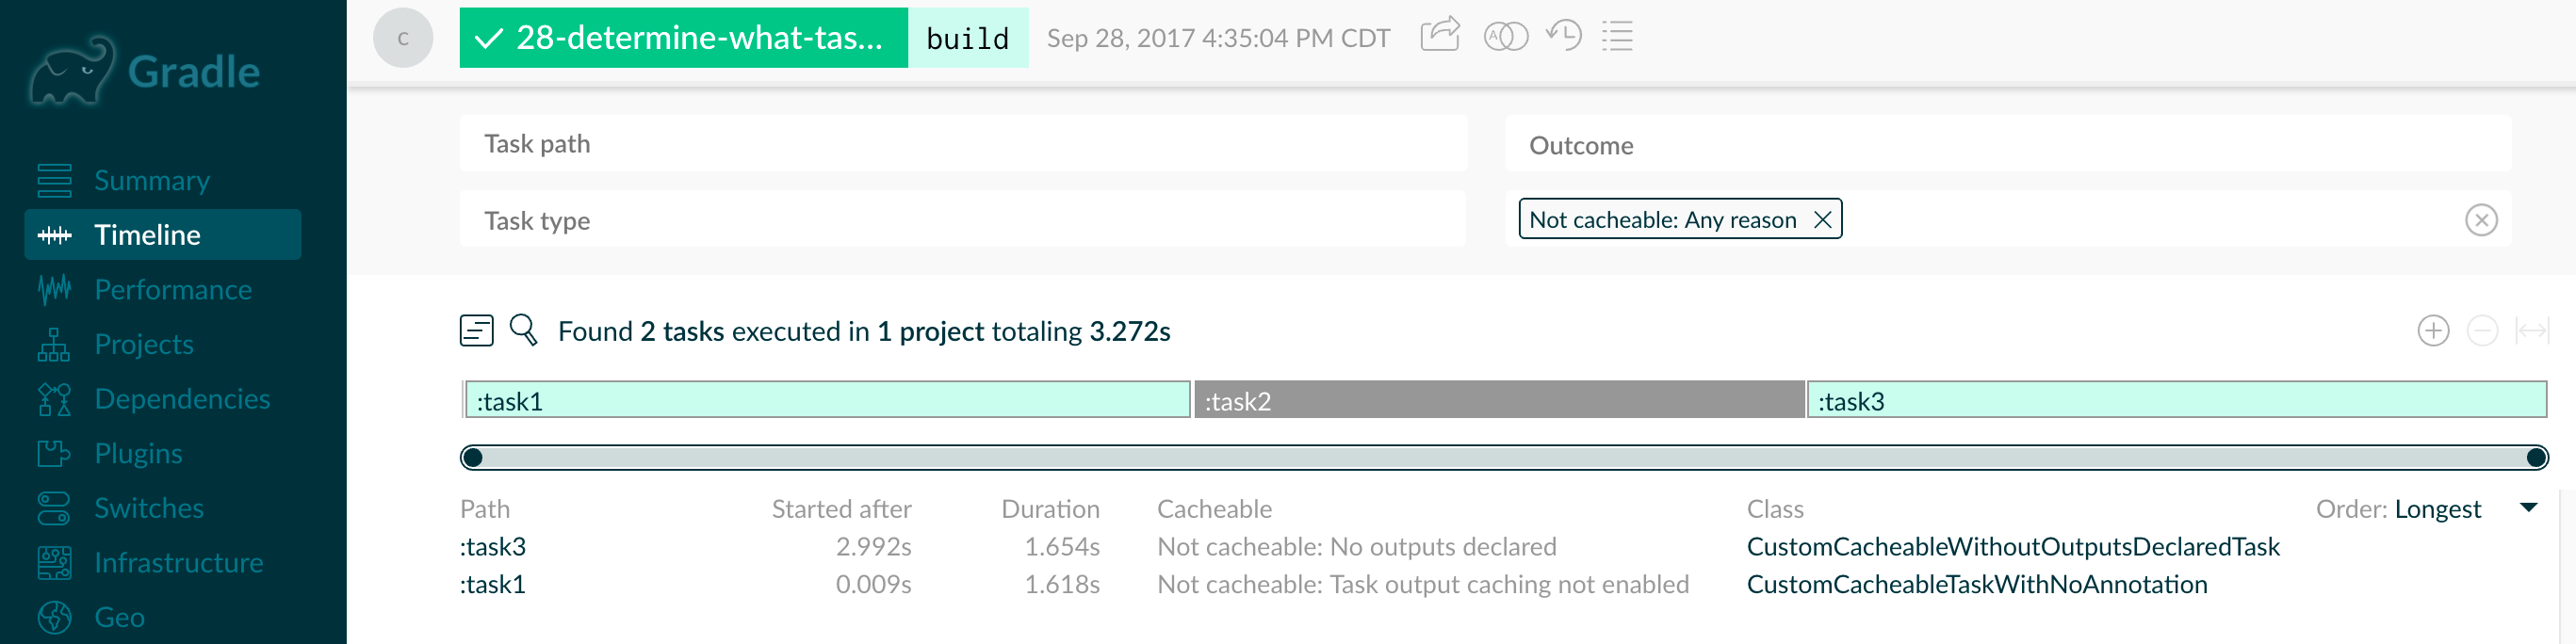 Gradle
Summary
Timeline
Performance
Projects
Dependencies
Plugins
Switches
Infrastructure
Geo
C
28-determine-what-tas... build Sep 28, 2017 4:35:04 PM CDT
Task path
Outcome
Task type
Not cacheable: Any reason
Found 2 tasks executed in 1 project totaling 3.272s
:task1 :task2 :task3
Path Started after Duration Cacheable Class Order: Longest
:task3 2.992s 1.654s Not cacheable: No outputs declared CustomCacheableWithoutOutputsDeclaredTask
:task1 0.009s 1.618s Not cacheable: Task output caching not enabled CustomCacheableTaskWithNoAnnotation